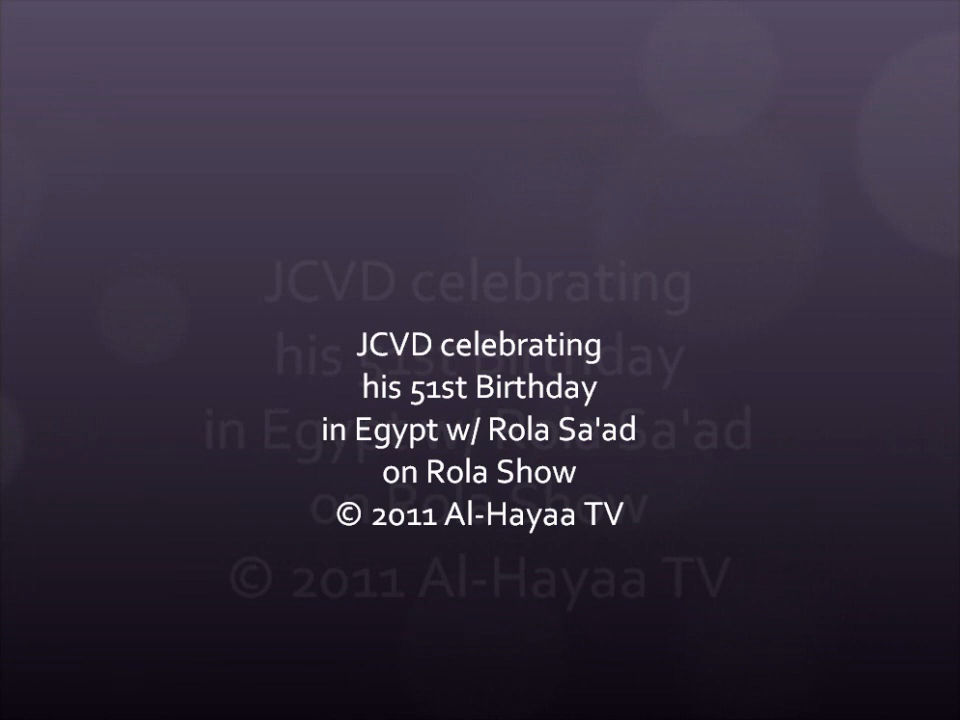 JCVD celebrating
his 51st Birthday
in Egypt w/ Rola Sa'ad
on Rola Show
© 2011 Al-Hayaa TV